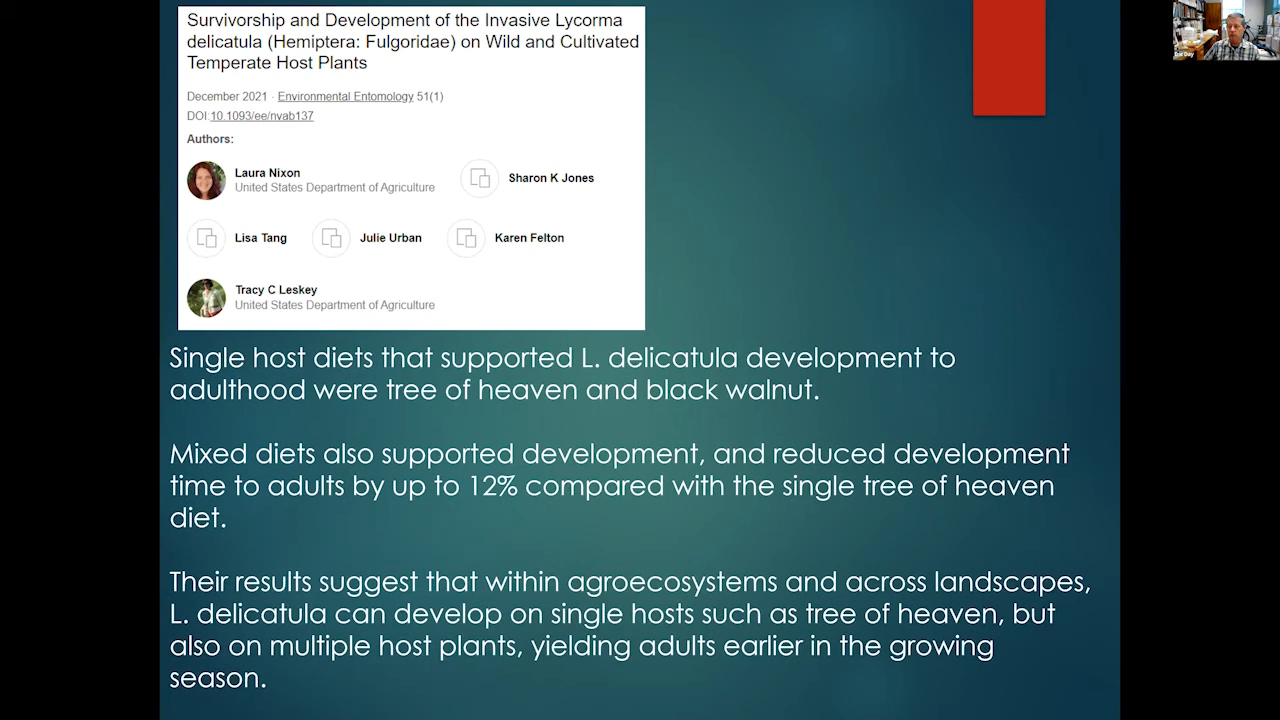 Survivorship and Development of the Invasive Lycorma
delicatula (Hemiptera: Fulgoridae) on Wild and Cultivated
Temperate Host Plants
December 2021 · Environmental Entomology 51(1)
DOI:10.1093/ee/nvab137
Authors:
Laura Nixon
United States Department of Agriculture
Sharon K Jones
Lisa Tang
Julie Urban
Karen Felton
Tracy C Leskey
United States Department of Agriculture
Single host diets that supported L. delicatula development to
adulthood were tree of heaven and black walnut.
Mixed diets also supported development, and reduced development
time to adults by up to 12% compared with the single tree of heaven
diet.
Their results suggest that within agroecosystems and across landscapes,
L. delicatula can develop on single hosts such as tree of heaven, but
also on multiple host plants, yielding adults earlier in the growing
season.